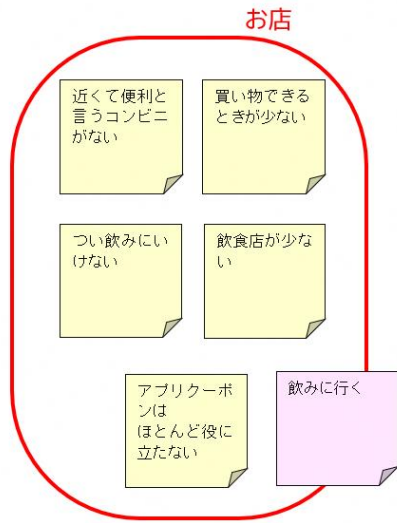 お店
近くて便利と
言うコンビニ
がない
買い物できる
ときが少ない
つい飲みにい
けない
飲食店が少な
い
アプリクーポ
ンは
ほとんど役に
立たない
飲みに行く